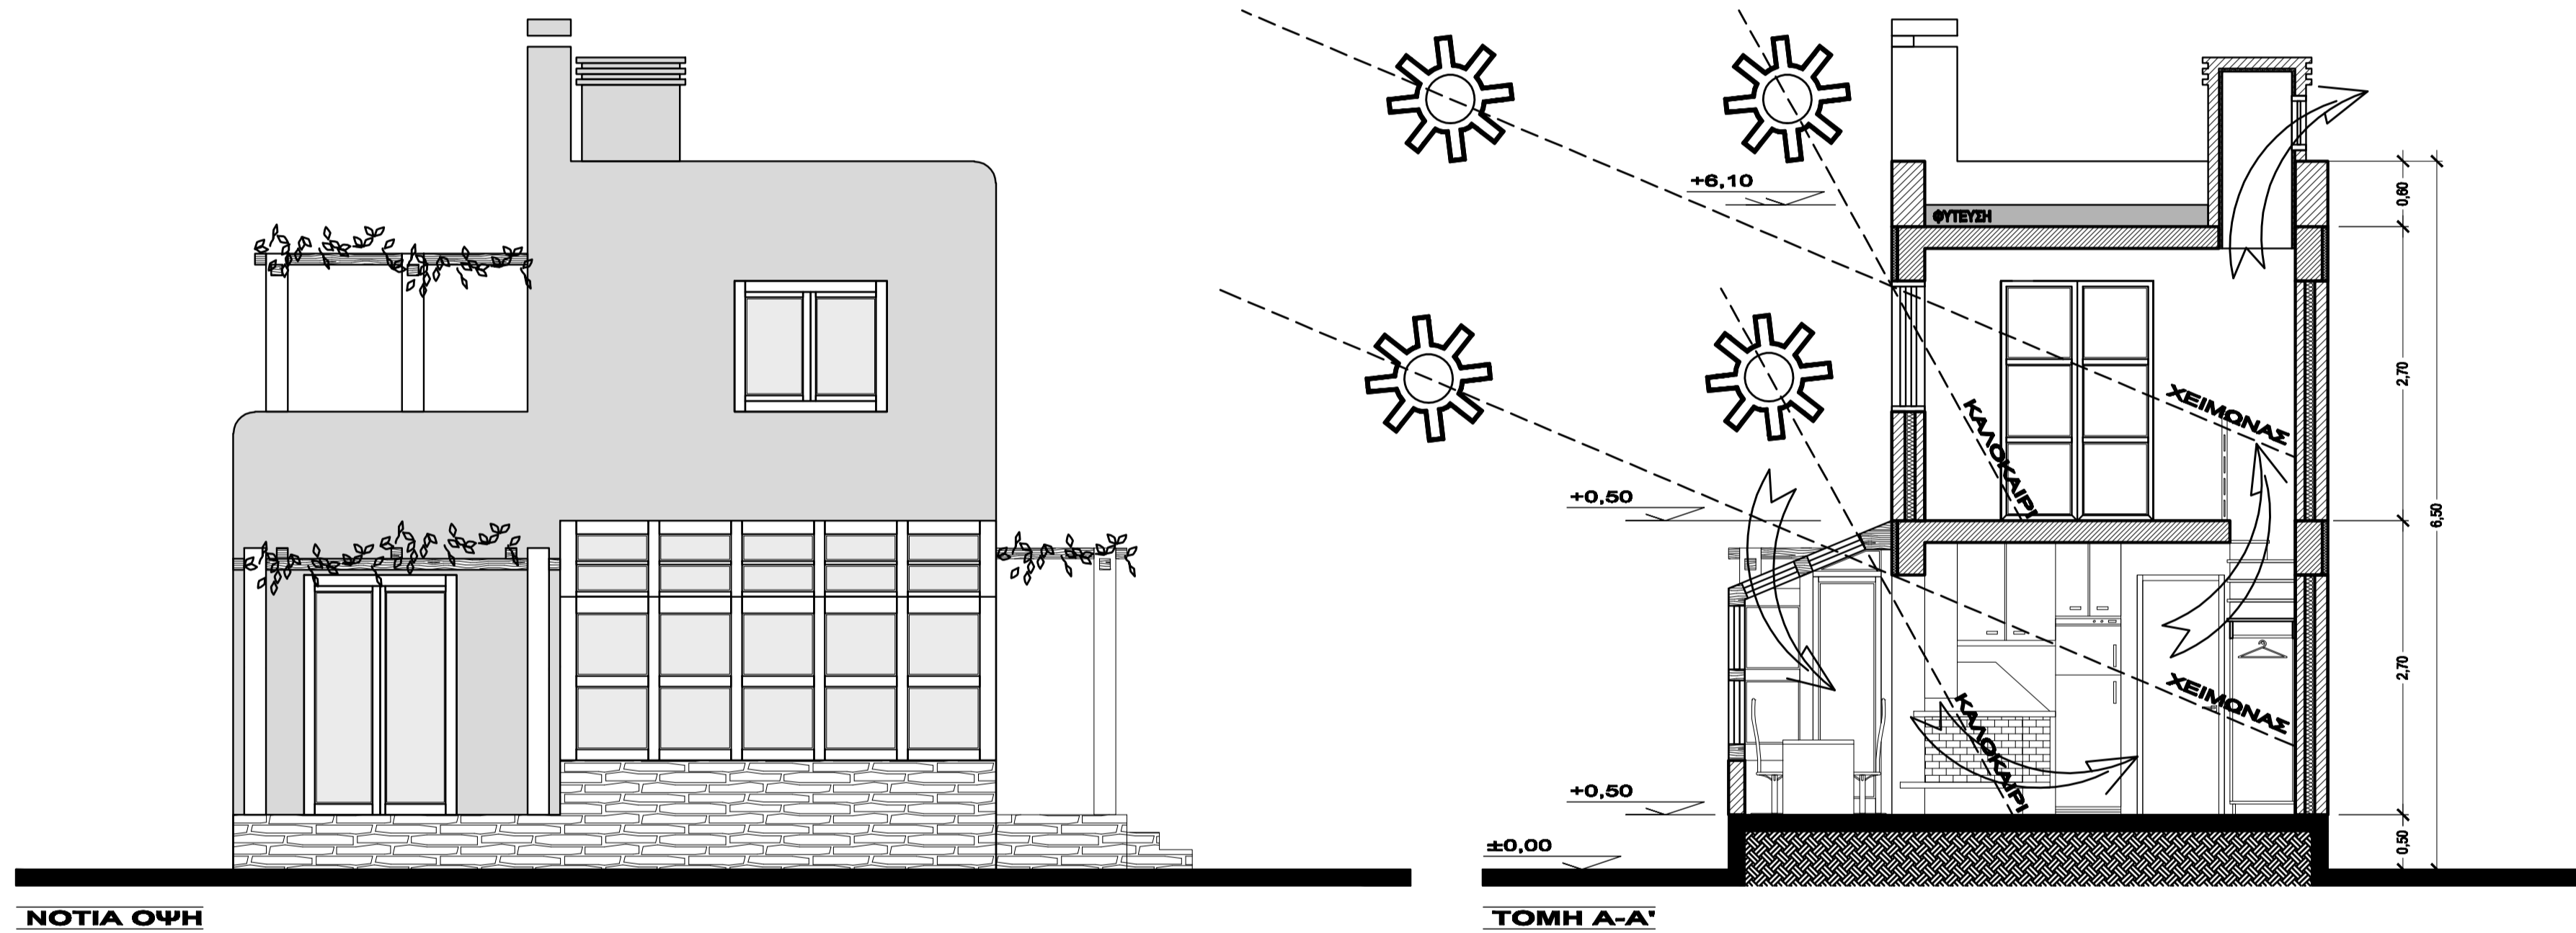 +6,10
ΦΥΤΕΥΣΗ
0,60
2,70
6,50
ΧΕΙΜΩΝΑΣ
ΚΑΛΟΚΑΙΡΙ
+0,50
2,70
ΧΕΙΜΩΝΑΣ
ΚΑΛΟΚΑΙΡΙ
+0,50
±0,00
0,50
ΝΟΤΙΑ ΟΨΗ
ΤΟΜΗ Α-Α'